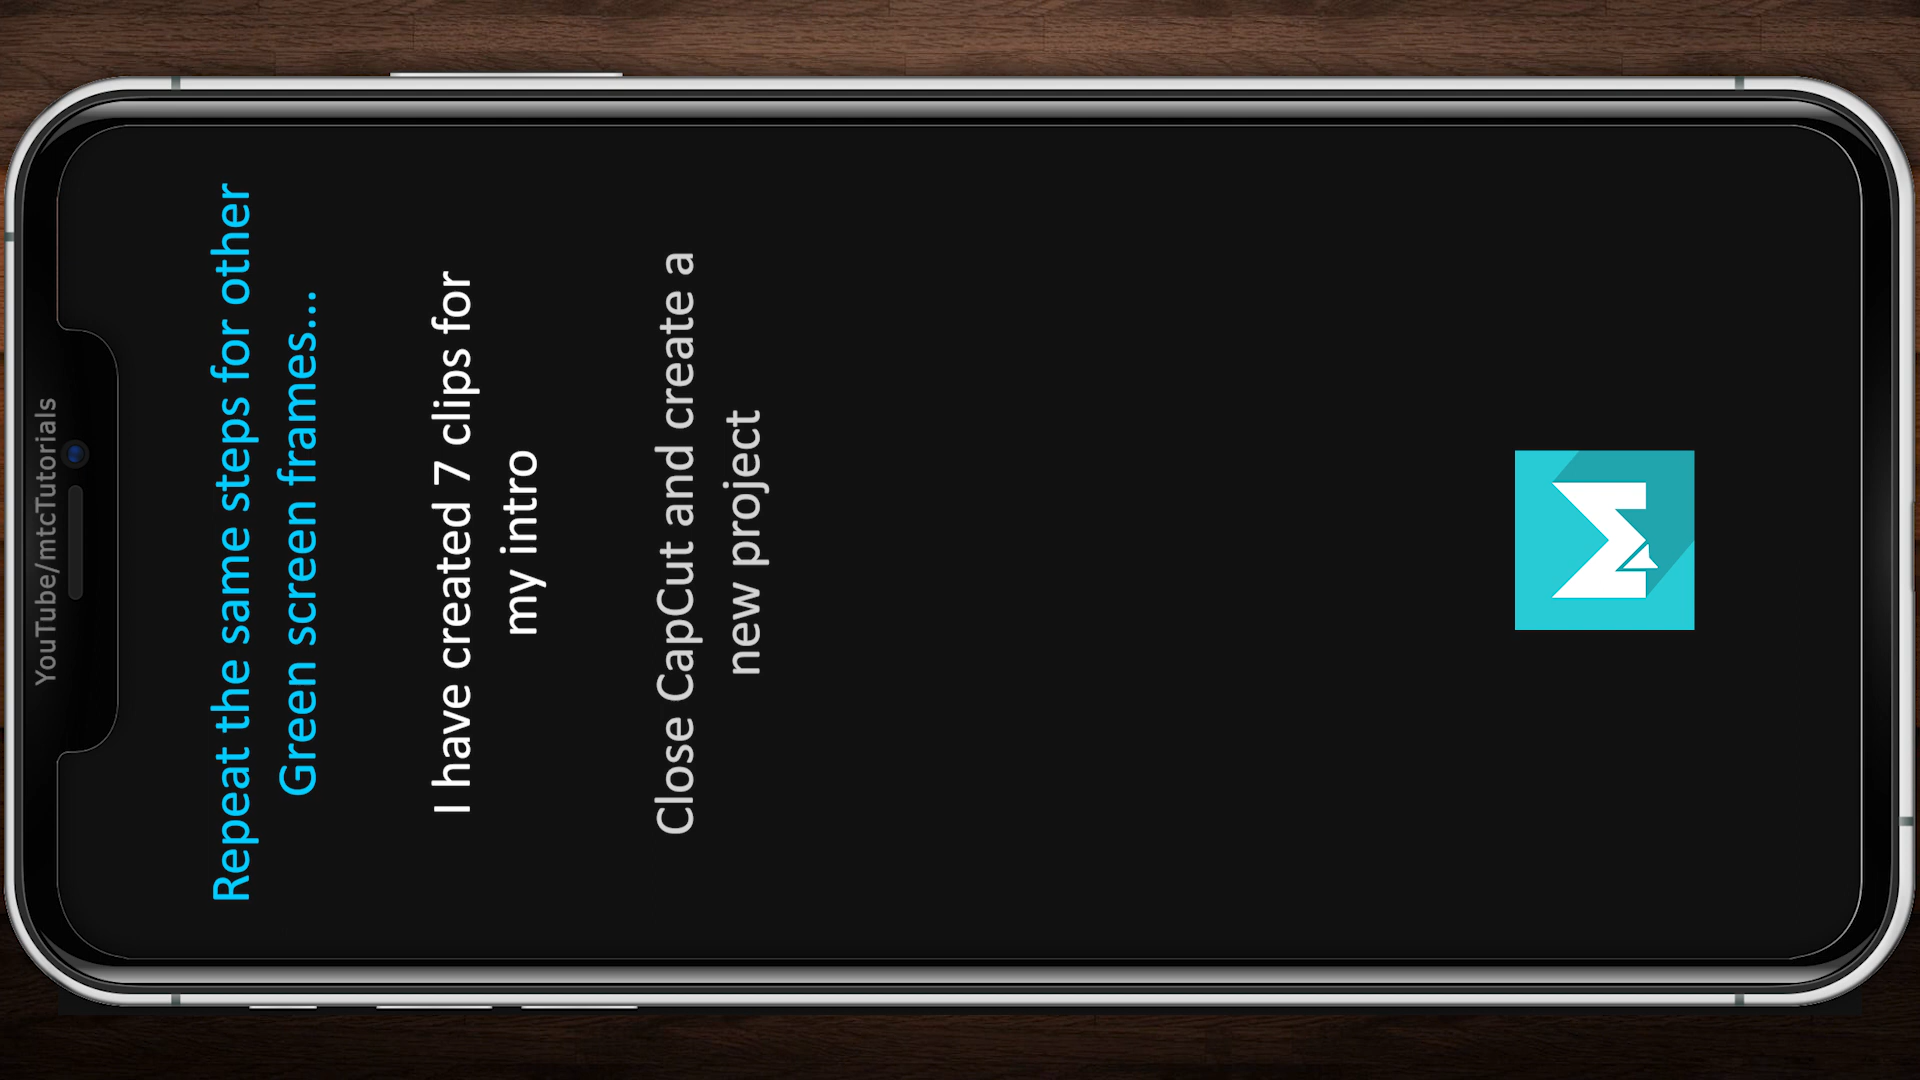 YouTube/mtcTutorials
Repeat the same steps for other
Green screen frames...
I have created 7 clips for
my intro
Close CapCut and create a
new project